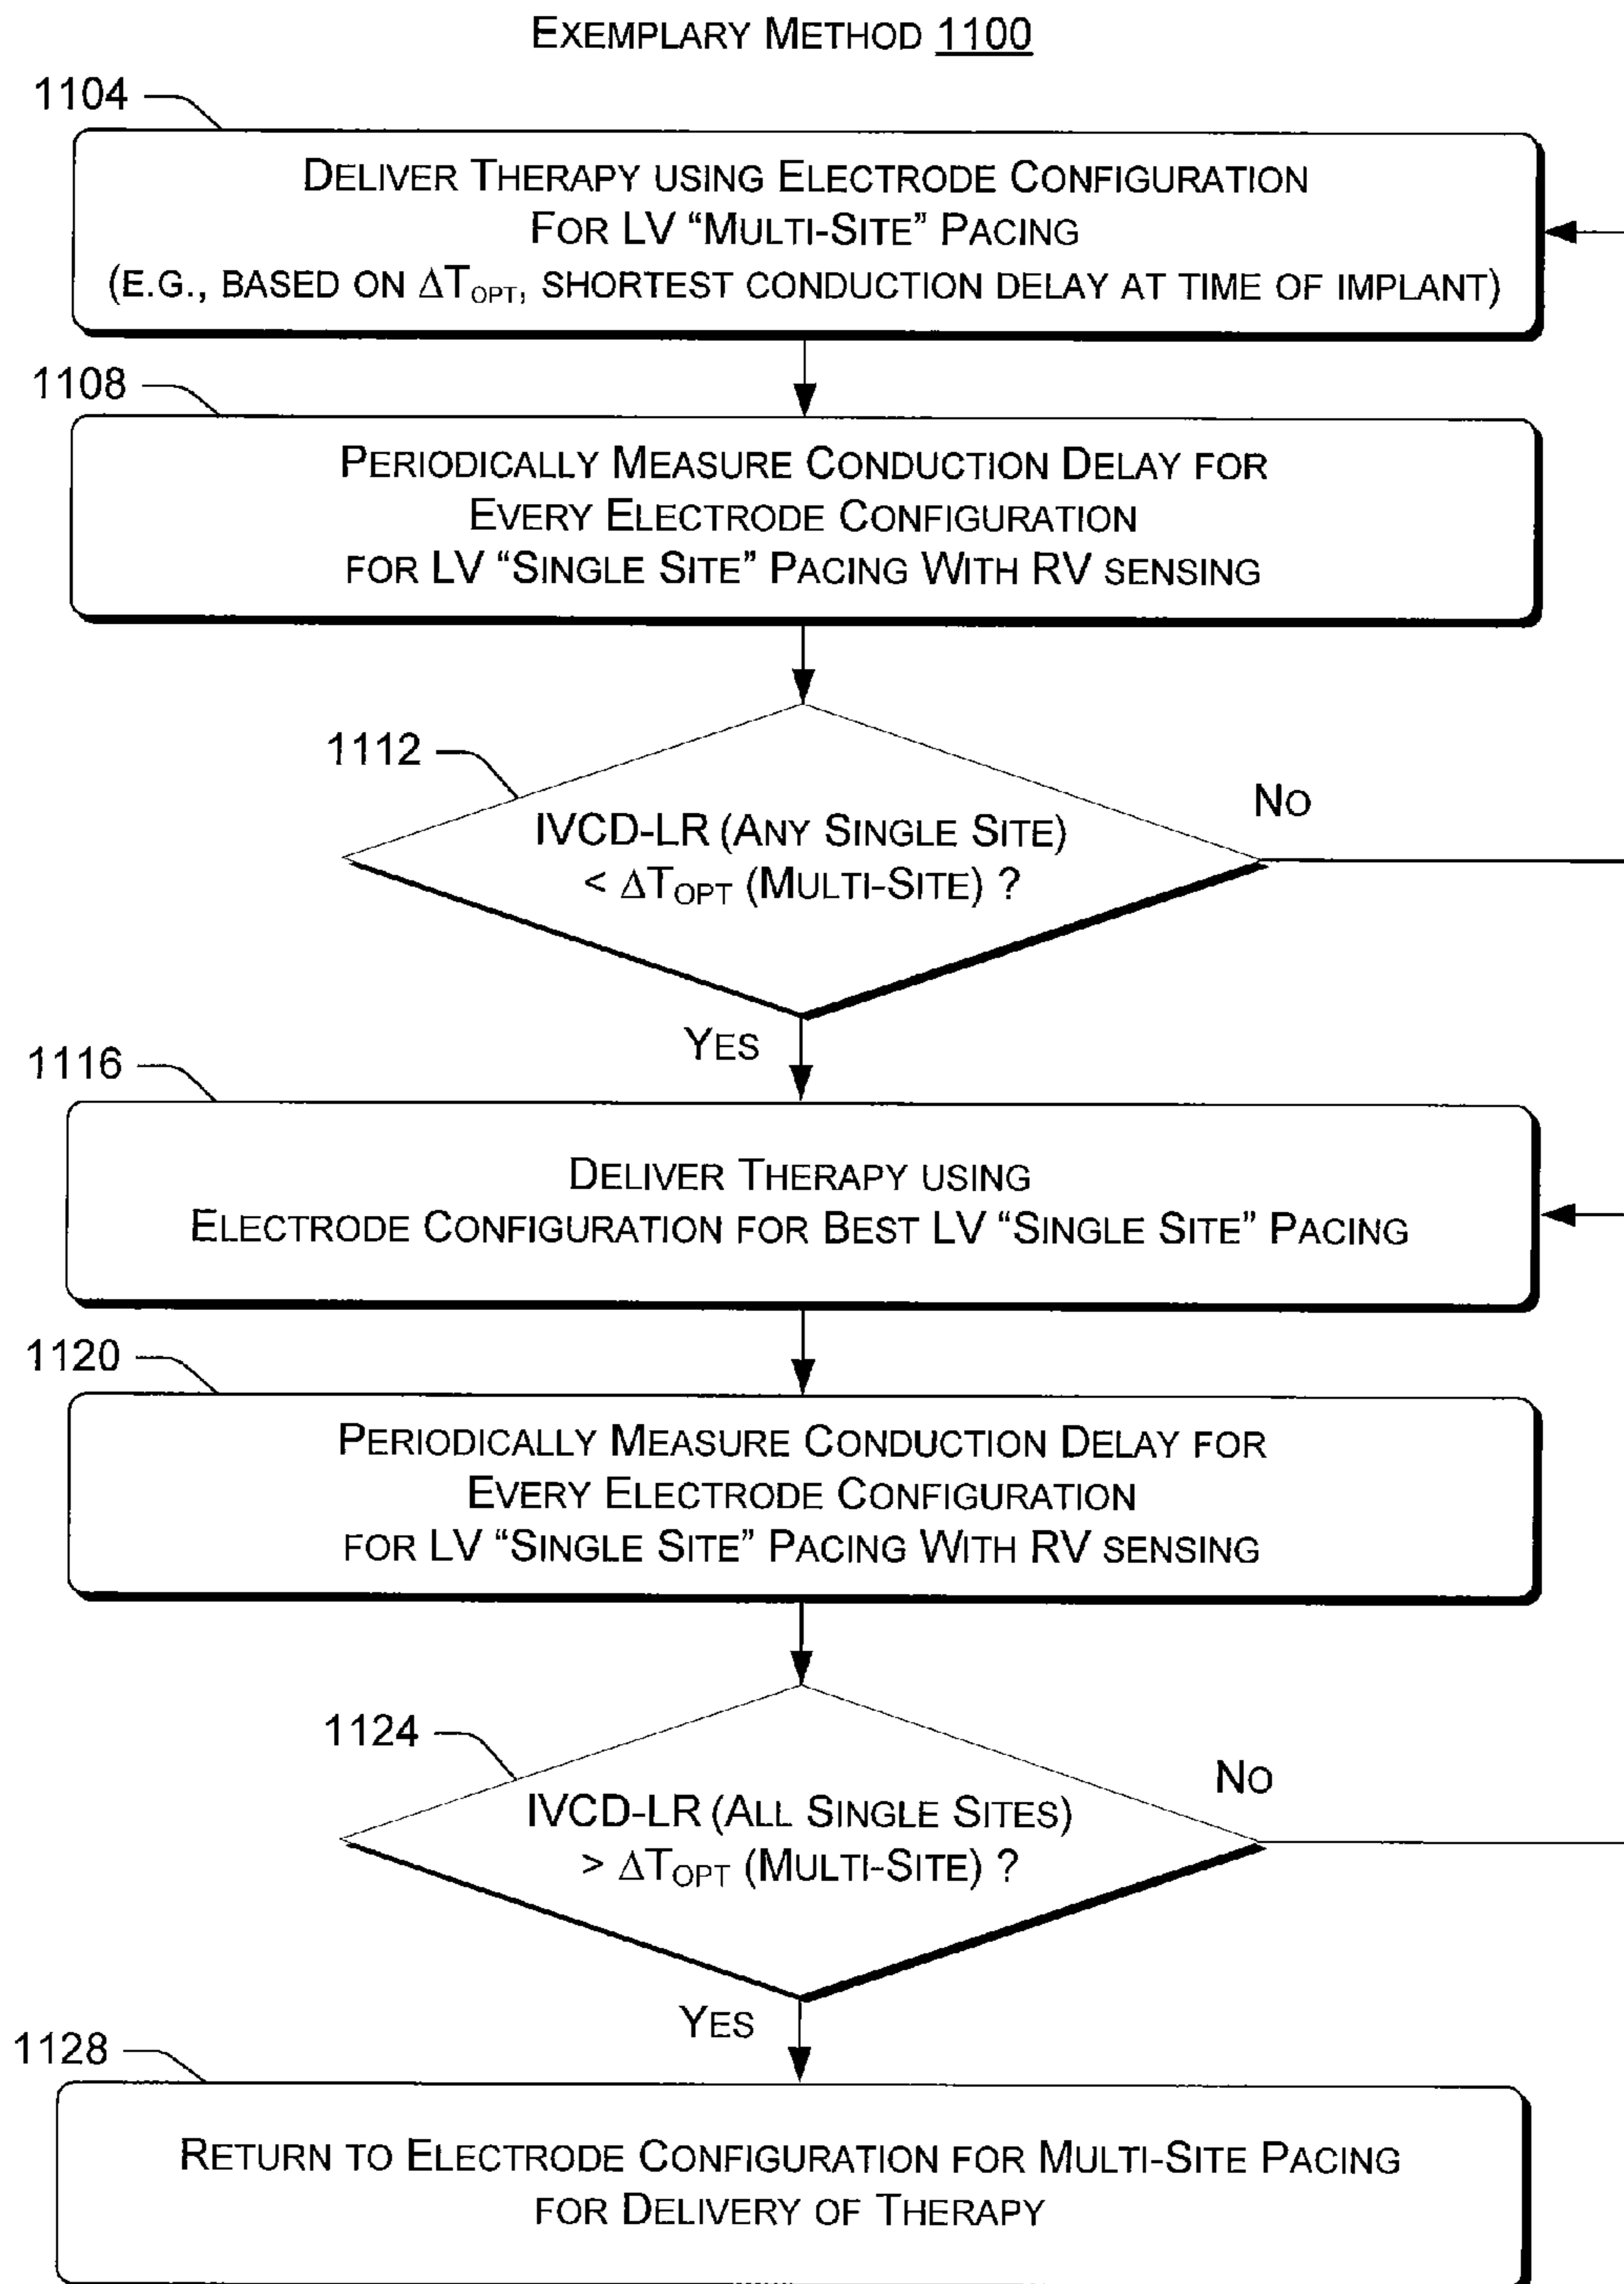 EXEMPLARY METHOD 1100
1104
DELIVER THERAPY USING ELECTRODE CONFIGURATION
FOR LV “MULTI-SITE” PACING
(E.G., BASED ON ΔTOPT, SHORTEST CONDUCTION DELAY AT TIME OF IMPLANT)
1108
PERIODICALLY MEASURE CONDUCTION DELAY FOR
EVERY ELECTRODE CONFIGURATION
FOR LV “SINGLE SITE” PACING WITH RV SENSING
1112
IVCD-LR (ANY SINGLE SITE)
< ΔTOPT (MULTI-SITE) ?
NO
YES
1116
DELIVER THERAPY USING
ELECTRODE CONFIGURATION FOR BEST LV “SINGLE SITE” PACING
1120
PERIODICALLY MEASURE CONDUCTION DELAY FOR
EVERY ELECTRODE CONFIGURATION
FOR LV “SINGLE SITE” PACING WITH RV SENSING
1124
IVCD-LR (ALL SINGLE SITES)
> ΔTOPT (MULTI-SITE) ?
NO
YES
1128
RETURN TO ELECTRODE CONFIGURATION FOR MULTI-SITE PACING
FOR DELIVERY OF THERAPY